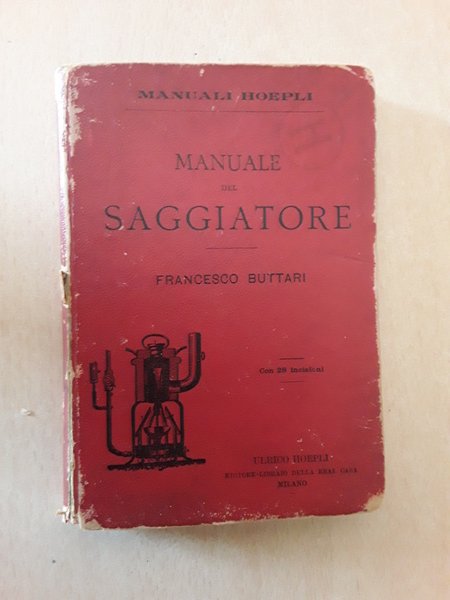 MANUALI HOEPLI
MANUALE
DEL
SAGGIATORE
FRANCESCO BUTTARI
Con 28 incisioni
ULRICO HOEPLI
EDITORE-LIBRAIO DELLA REAL CASA
MILANO